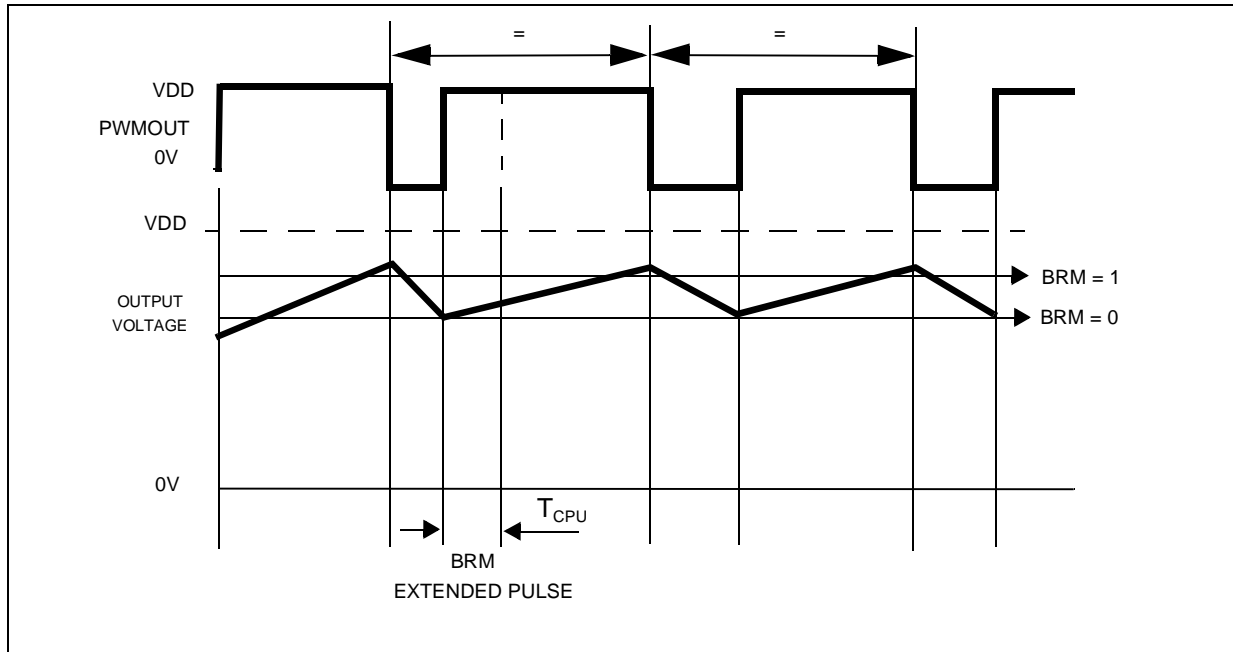 = =
VDD
PWMOUT
0V
VDD
BRM = 1
OUTPUT
VOLTAGE
BRM = 0
0V
TCPU
BRM
EXTENDED PULSE